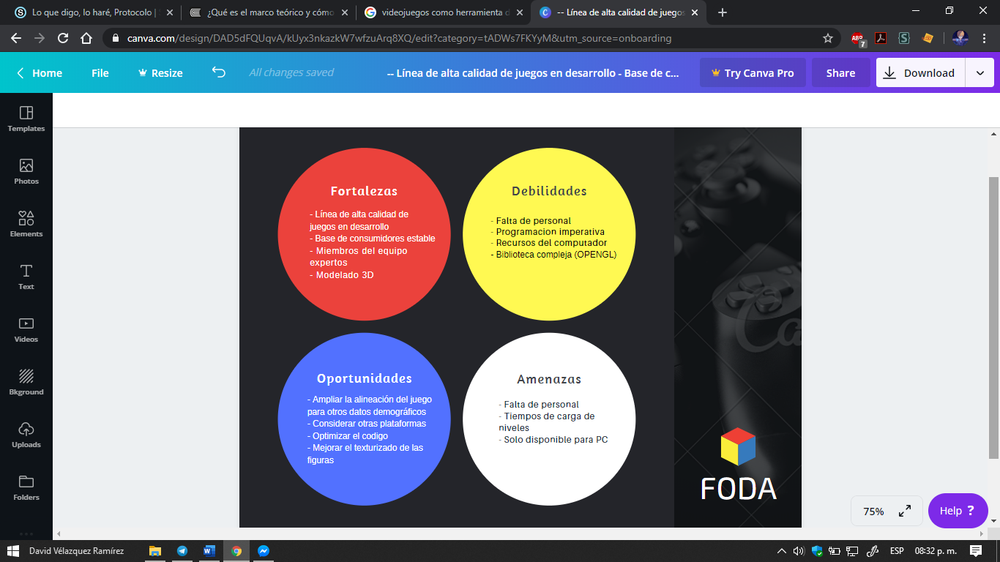 Lo que digo, lo haré, Protocolo |
¿Qué es el marco teórico y cómo
videojuegos como herramienta d
-- Línea de alta calidad de juegos
canva.com/design/DAD5dFQUqvA/kUyx3nkazkW7wfzuArq8XQ/edit?category=tADWs7FKYyM&utm_source=onboarding
ABP
7
Home
File
Resize
All changes saved
-- Línea de alta calidad de juegos en desarrollo - Base de c...
Try Canva Pro
Share
Download
Templates
Photos
Elements
Text
Videos
Bkground
Uploads
Folders
Fortalezas
- Línea de alta calidad de
juegos en desarrollo
- Base de consumidores estable
- Miembros del equipo
expertos
- Modelado 3D
Debilidades
- Falta de personal
- Programacion imperativa
- Recursos del computador
- Biblioteca compleja (OPENGL)
Oportunidades
- Ampliar la alineación del juego
para otros datos demográficos
- Considerar otras plataformas
- Optimizar el codigo
- Mejorar el texturizado de las
figuras
Amenazas
- Falta de personal
- Tiempos de carga de
niveles
- Solo disponible para PC
Ca
FODA
75%
Help ?
David Vélazquez Ramírez
ESP
08:32 p. m.